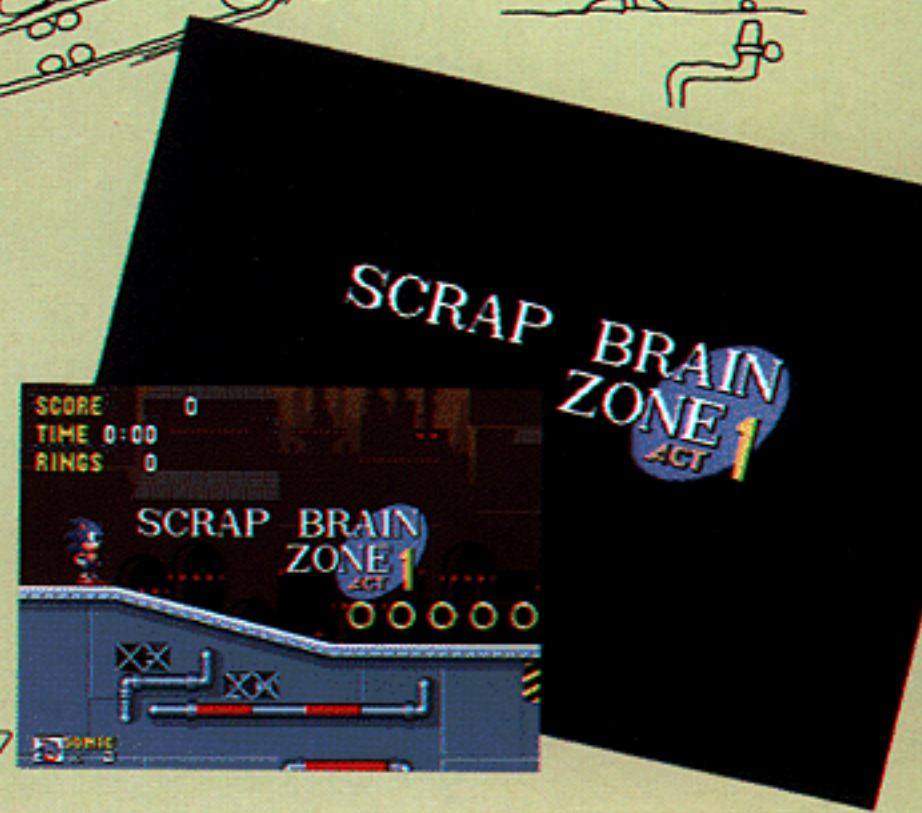 SCRAP BRAIN
ZONE 1
ACT
SCORE 0
TIME 0:00
RINGS 0
SCRAP BRAIN
ZONE 1
ACT
SONIC